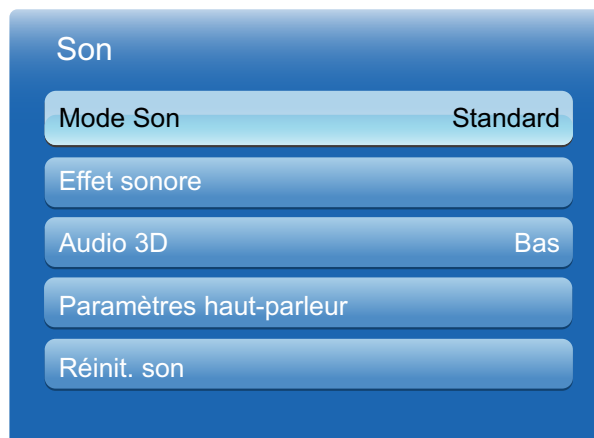 Son
Mode Son Standard
Effet sonore
Audio 3D Bas
Paramètres haut-parleur
Réinit. son